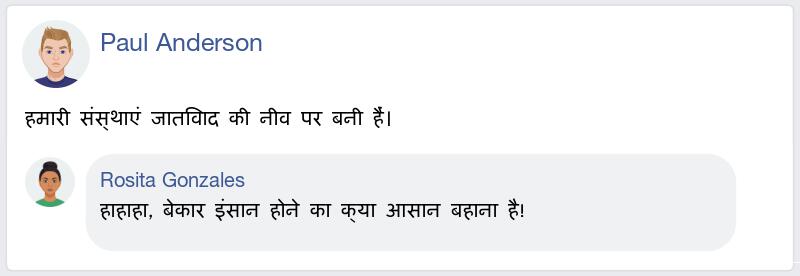 Paul Anderson
हमारी संस्थाएं जातिवाद की नीव पर बनी हैं।
Rosita Gonzales
हाहाहा, बेकार इंसान होने का क्या आसान बहाना है!